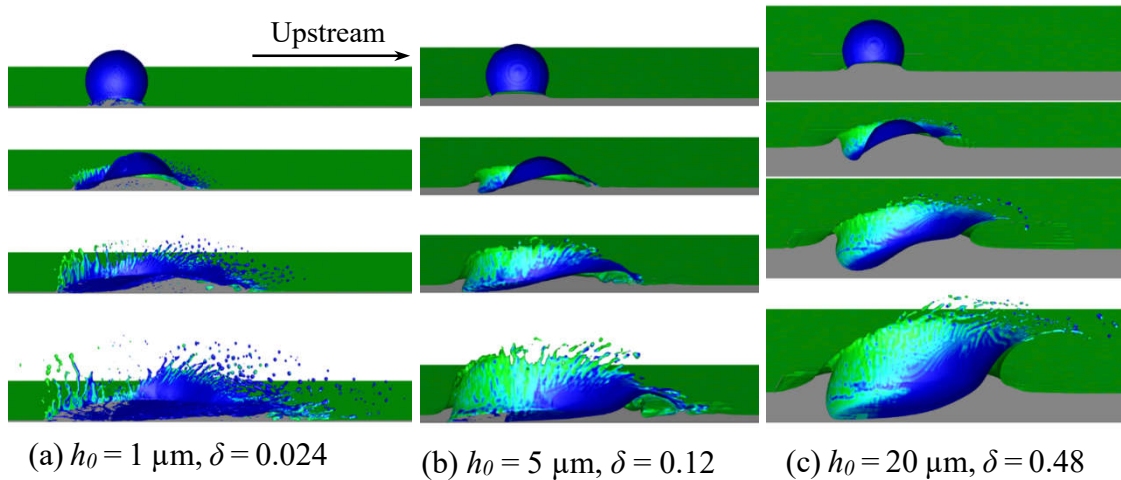 Upstream
(a) h₀ = 1 µm, δ = 0.024
(b) h₀ = 5 µm, δ = 0.12
(c) h₀ = 20 µm, δ = 0.48